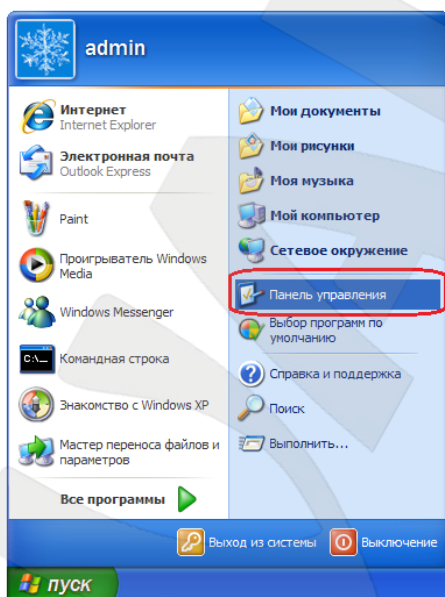 admin
Интернет
Internet Explorer
Электронная почта
Outlook Express
Paint
Проигрыватель Windows
Media
Windows Messenger
C:\_
Командная строка
Знакомство с Windows XP
Мастер переноса файлов и
параметров
Все программы
Мои документы
Мои рисунки
Моя музыка
Мой компьютер
Сетевое окружение
Панель управления
Выбор программ по
умолчанию
Справка и поддержка
Поиск
Выполнить...
Выход из системы
Выключение
пуск